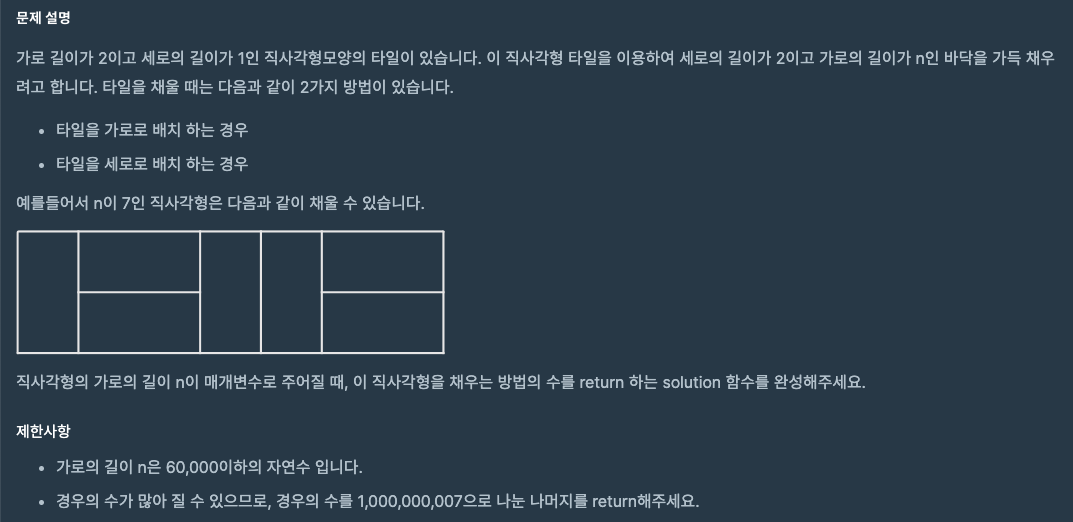 문제 설명
가로 길이가 2이고 세로의 길이가 1인 직사각형모양의 타일이 있습니다. 이 직사각형 타일을 이용하여 세로의 길이가 2이고 가로의 길이가 n인 바닥을 가득 채우
려고 합니다. 타일을 채울 때는 다음과 같이 2가지 방법이 있습니다.
• 타일을 가로로 배치 하는 경우
• 타일을 세로로 배치 하는 경우
예를들어서 n이 7인 직사각형은 다음과 같이 채울 수 있습니다.
직사각형의 가로의 길이 n이 매개변수로 주어질 때, 이 직사각형을 채우는 방법의 수를 return 하는 solution 함수를 완성해주세요.
제한사항
• 가로의 길이 n은 60,000이하의 자연수 입니다.
• 경우의 수가 많아 질 수 있으므로, 경우의 수를 1,000,000,007으로 나눈 나머지를 return해주세요.